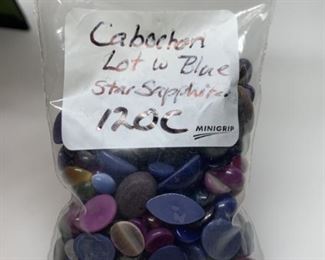 Cabochon
Lot w Blue
Star Sapphire
120C MINIGRIP